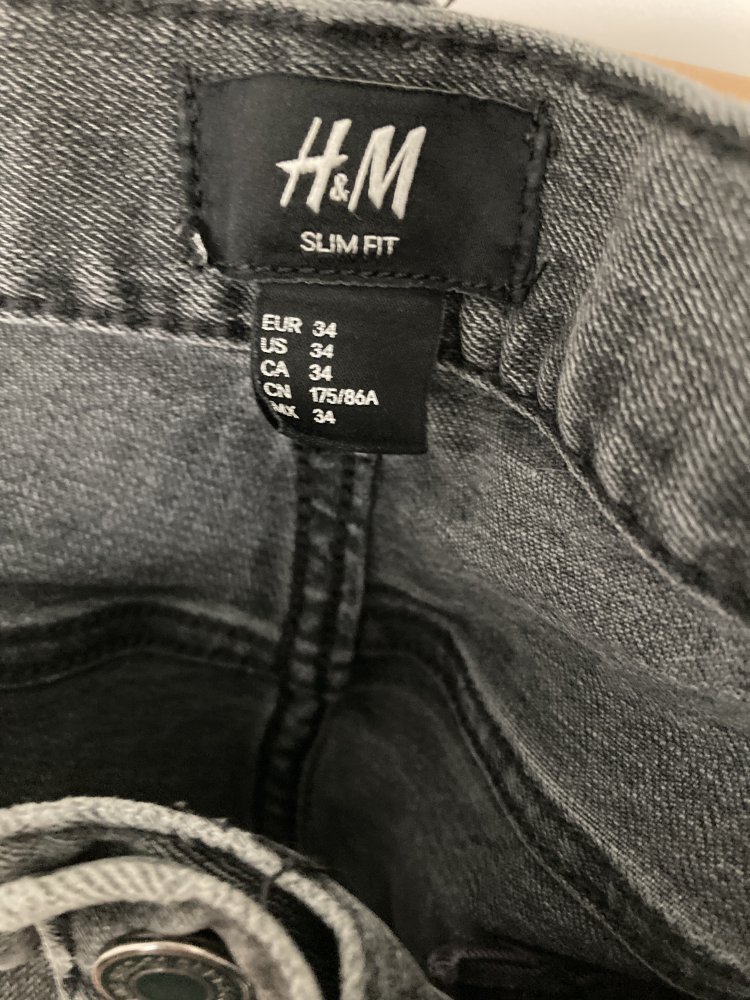 H&M
SLIM FIT
EUR 34
US 34
CA 34
CN 175/86A
MX 34